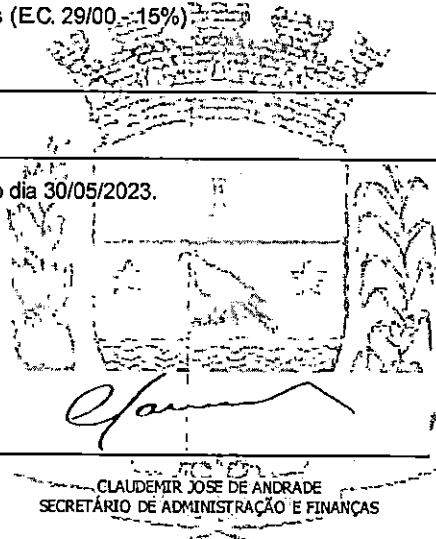 s (E.C. 29/00 - 15%)
o dia 30/05/2023.
CLAUDEMIR JOSE DE ANDRADE
SECRETÁRIO DE ADMINISTRAÇÃO E FINANÇAS